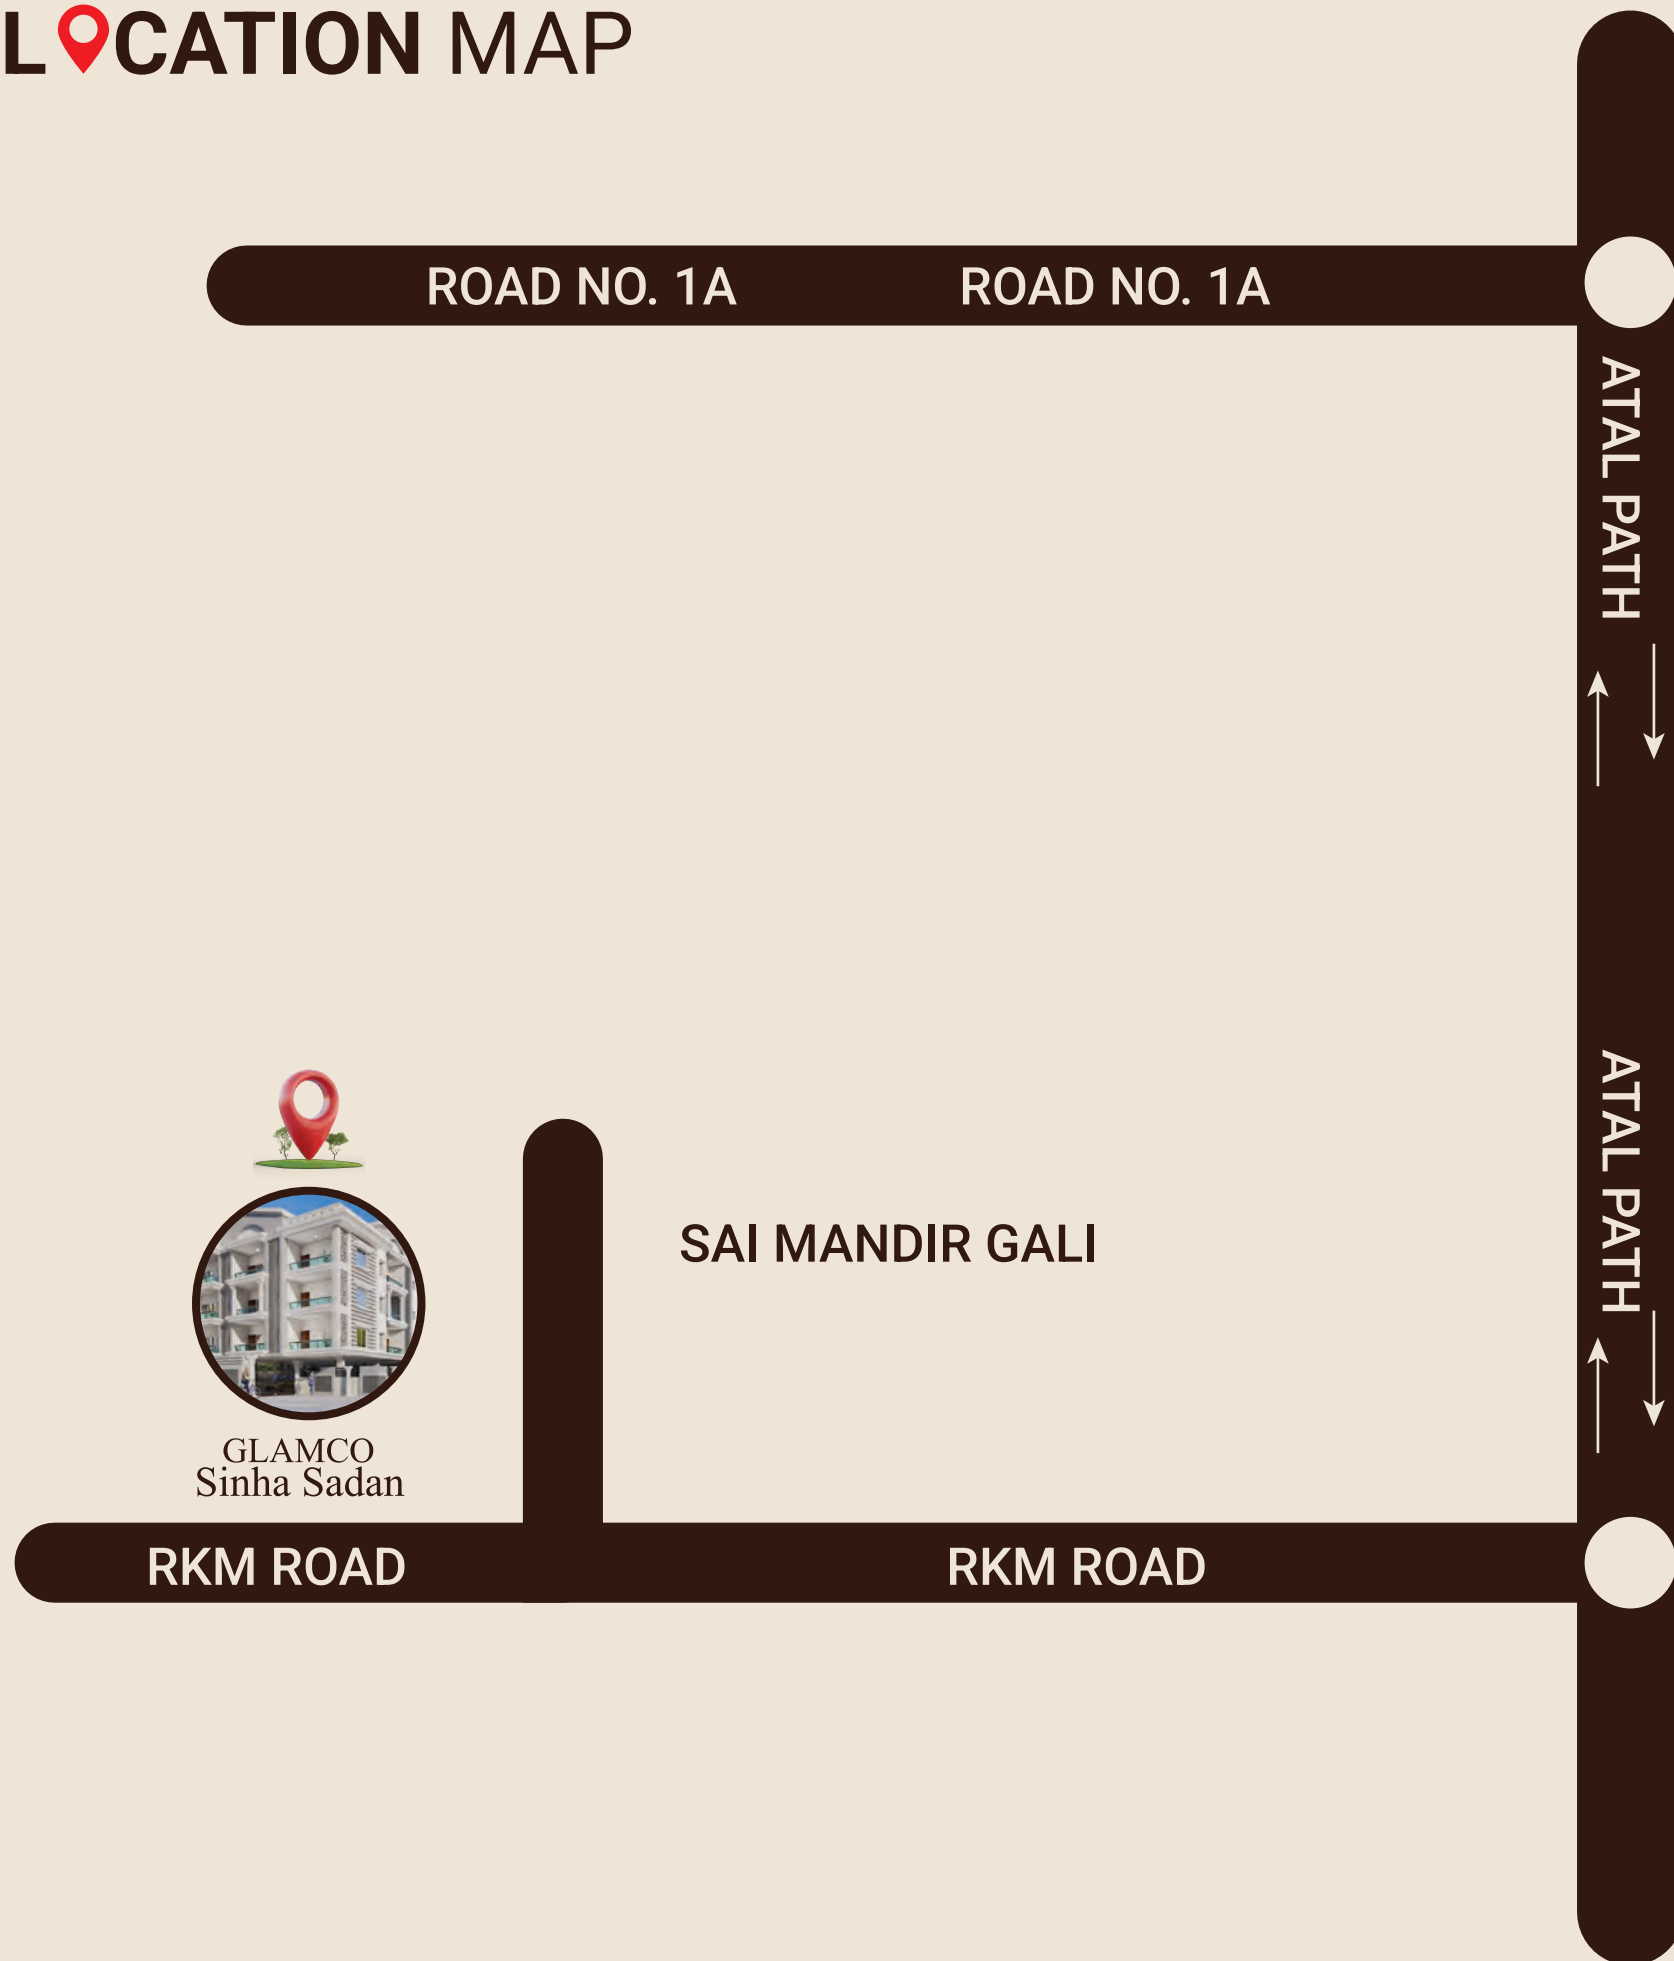 LOCATION MAP
ROAD NO. 1A ROAD NO. 1A
ATAL PATH
ATAL PATH
SAI MANDIR GALI
GLAMCO
Sinha Sadan
RKM ROAD RKM ROAD